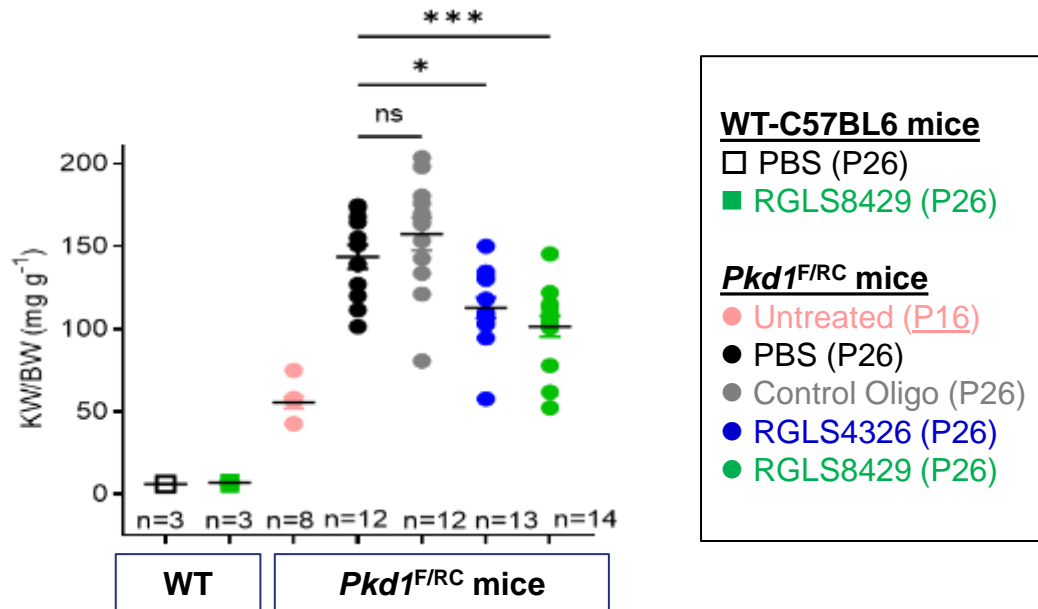 ***
*
ns
KW/BW (mg g⁻¹)
200
150
100
50
0
n=3 n=3 n=8 n=12 n=12 n=13 n=14
WT
Pkd1F/RC mice
WT-C57BL6 mice
PBS (P26)
RGLS8429 (P26)
Pkd1F/RC mice
Untreated (P16)
PBS (P26)
Control Oligo (P26)
RGLS4326 (P26)
RGLS8429 (P26)